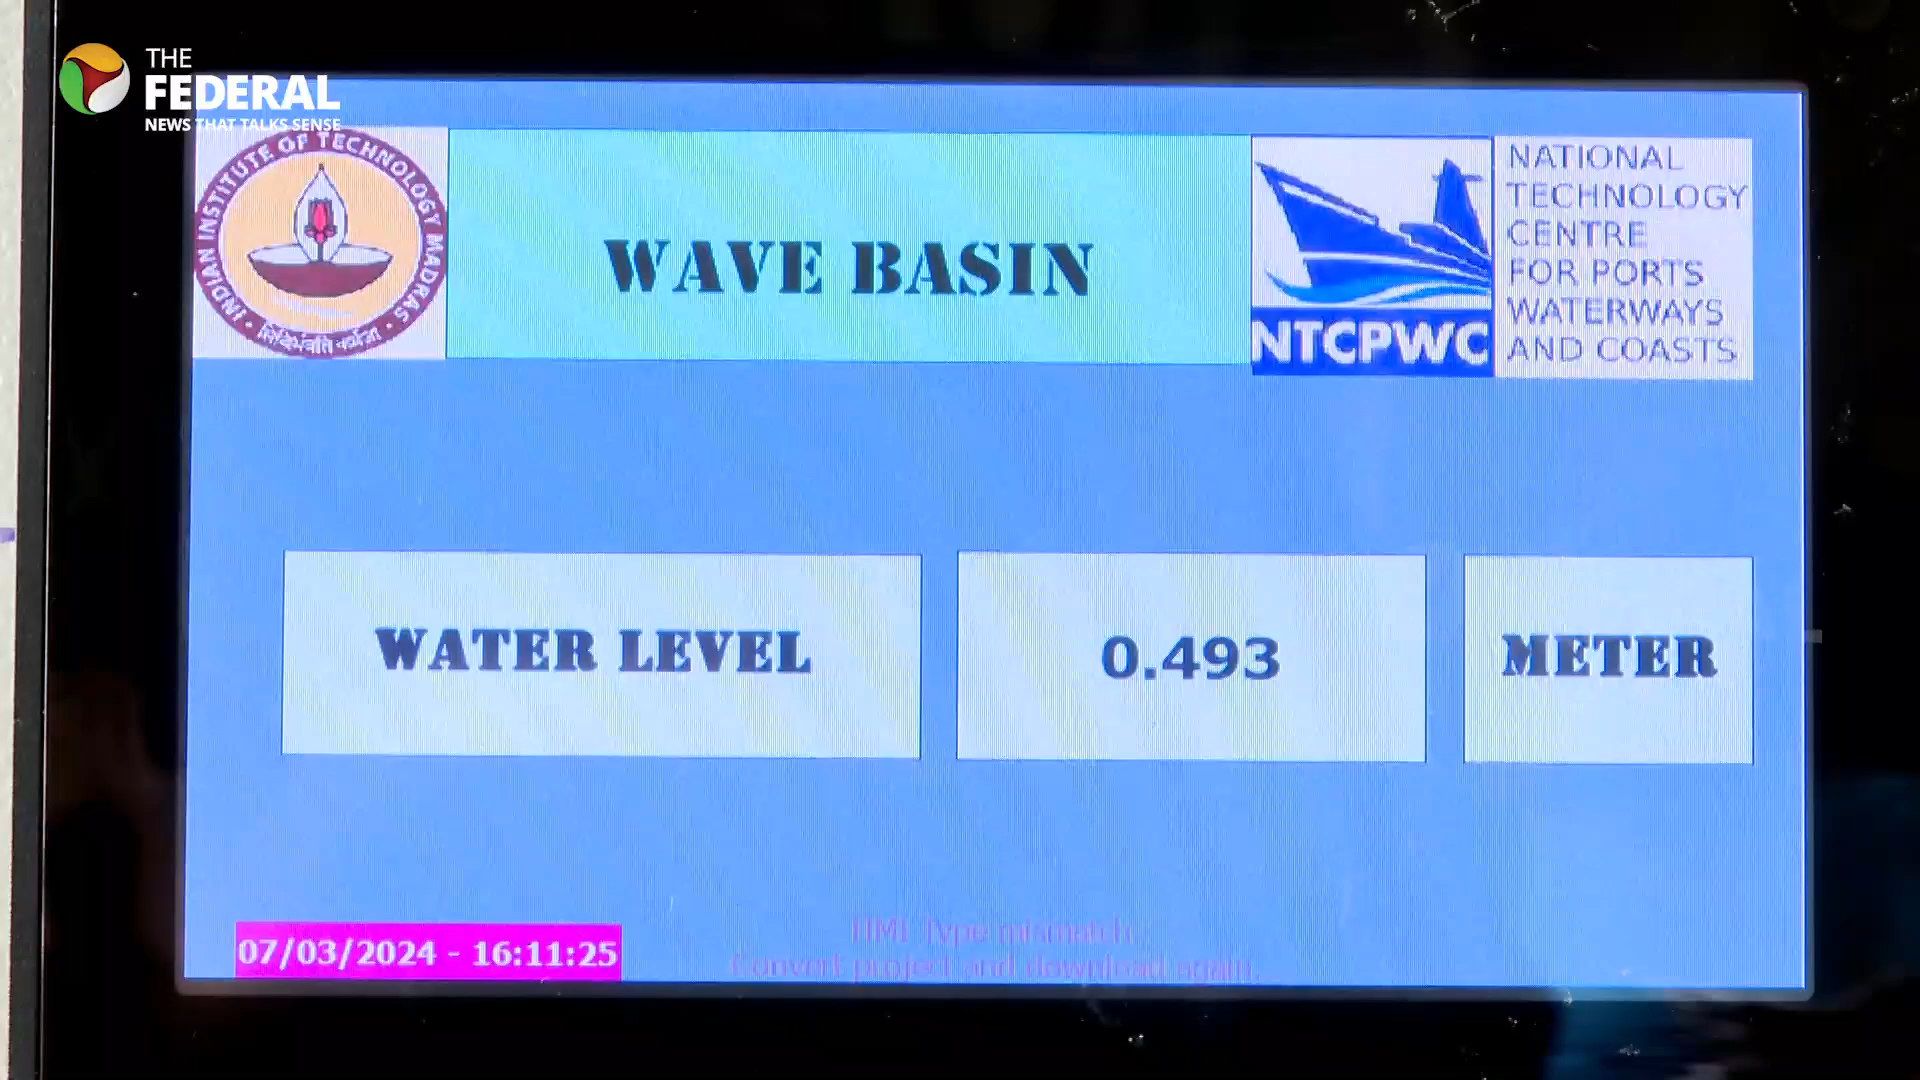 THE
FEDERAL
NEWS THAT TALKS SENSE
INDIAN INSTITUTE OF TECHNOLOGY MADRAS
WAVE BASIN
NTCPWC
NATIONAL
TECHNOLOGY
CENTRE
FOR PORTS
WATERWAYS
AND COASTS
WATER LEVEL
0.493
METER
07/03/2024 - 16:11:25
HMI Type mismatch
Convert project and download again.